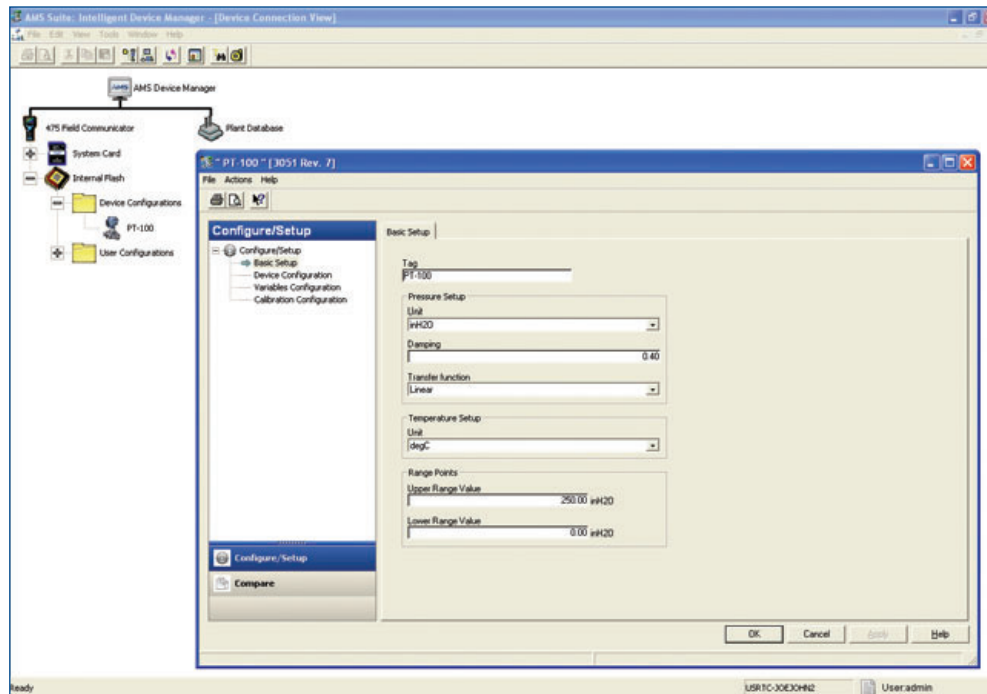 AMS Suite: Intelligent Device Manager - [Device Connection View]
File Edit View Tools Window Help
AMS
AMS Device Manager
475 Field Communicator
Plant Database
System Card
Internal Flash
Device Configurations
PT-100
User Configurations
" PT-100 " [3051 Rev. 7]
File Actions Help
Configure/Setup
Configure/Setup
Basic Setup
Device Configuration
Variables Configuration
Calibration Configuration
Configure/Setup
Compare
Basic Setup
Tag
PT-100
Pressure Setup
Unit
inH2O
Damping
0.40
Transfer function
Linear
Temperature Setup
Unit
degC
Range Points
Upper Range Value
250.00 inH2O
Lower Range Value
0.00 inH2O
OK Cancel Apply Help
Ready USRTC-3OE3OHN2 User:admin